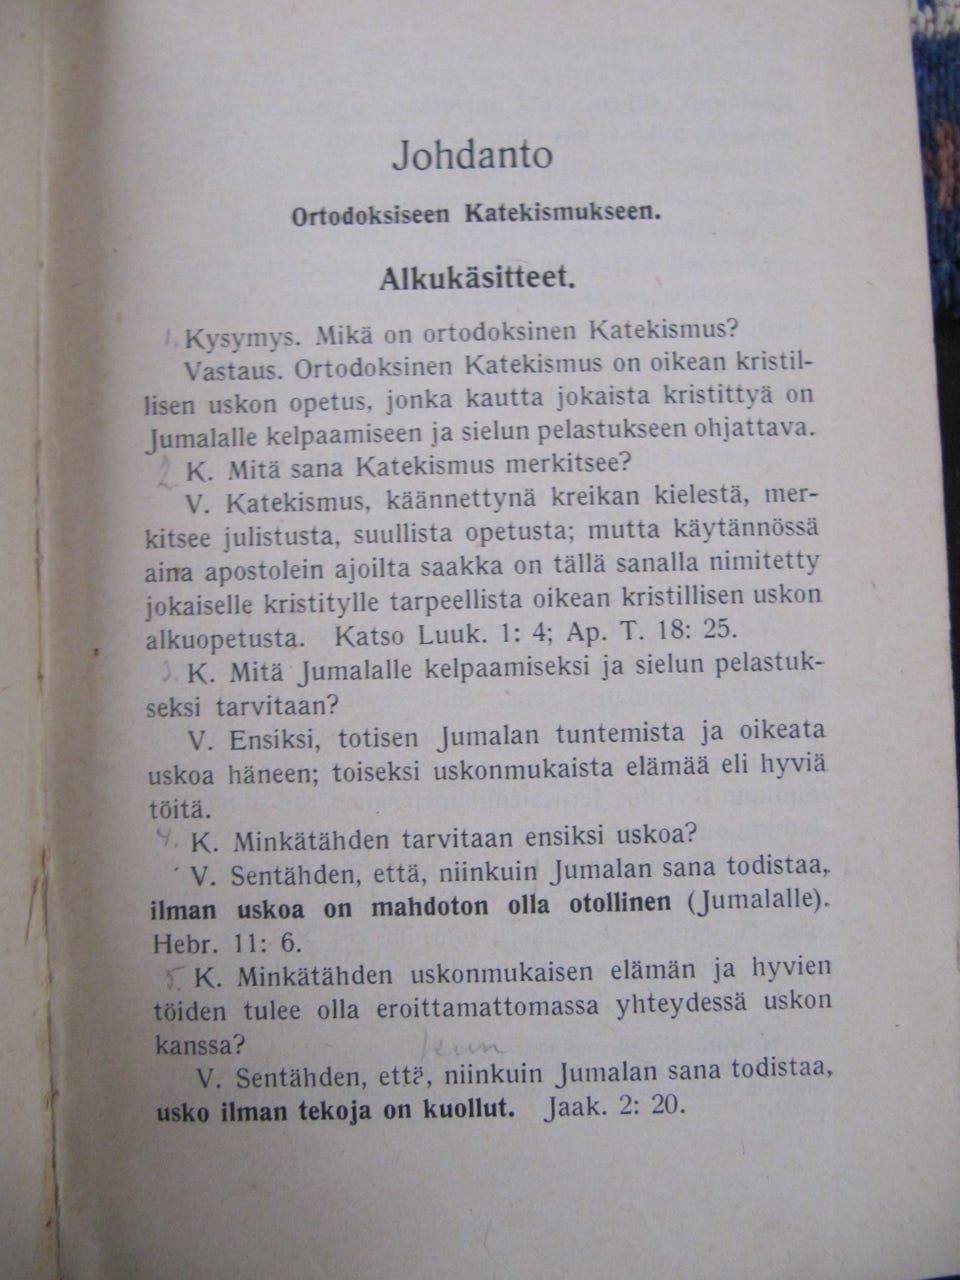 Johdanto
Ortodoksiseen Katekismukseen.
Alkukäsitteet.
1. Kysymys. Mikä on ortodoksinen Katekismus?
Vastaus. Ortodoksinen Katekismus on oikean kristil-
lisen uskon opetus, jonka kautta jokaista kristittyä on
Jumalalle kelpaamiseen ja sielun pelastukseen ohjattava.
2 K. Mitä sana Katekismus merkitsee?
V. Katekismus, käännettynä kreikan kielestä, mer-
kitsee julistusta, suullista opetusta; mutta käytännössä
aina apostolein ajoilta saakka on tällä sanalla nimitetty
jokaiselle kristitylle tarpeellista oikean kristillisen uskon
alkuopetusta. Katso Luuk. 1: 4; Ap. T. 18: 25.
3. K. Mitä Jumalalle kelpaamiseksi ja sielun pelastuk-
seksi tarvitaan?
V. Ensiksi, totisen Jumalan tuntemista ja oikeata
uskoa häneen; toiseksi uskonmukaista elämää eli hyviä
töitä.
4. K. Minkätähden tarvitaan ensiksi uskoa?
V. Sentähden, että, niinkuin Jumalan sana todistaa,
ilman uskoa on mahdoton olla otollinen (Jumalalle).
Hebr. 11: 6.
5. K. Minkätähden uskonmukaisen elämän ja hyvien
töiden tulee olla eroittamattomassa yhteydessä uskon
kanssa?
kun
V. Sentähden, että, niinkuin Jumalan sana todistaa,
usko ilman tekoja on kuollut. Jaak. 2: 20.